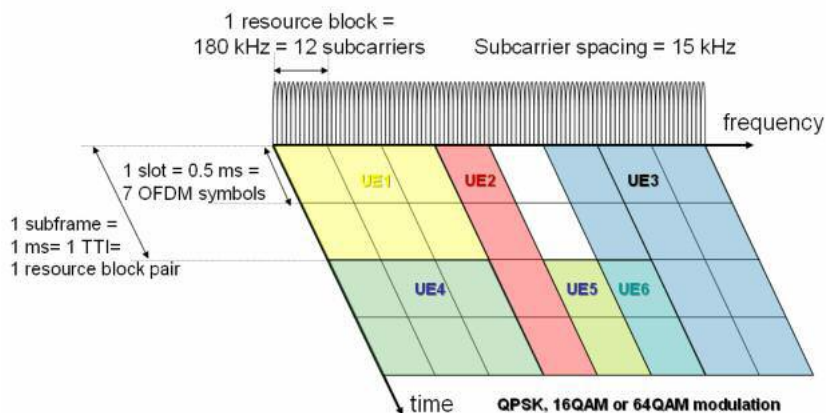 1 resource block =
180 kHz = 12 subcarriers
Subcarrier spacing = 15 kHz
frequency
1 slot = 0.5 ms =
7 OFDM symbols
UE1
UE2
UE3
1 subframe =
1 ms= 1 TTI=
1 resource block pair
UE4
UE5
UE6
time
QPSK, 16QAM or 64QAM modulation